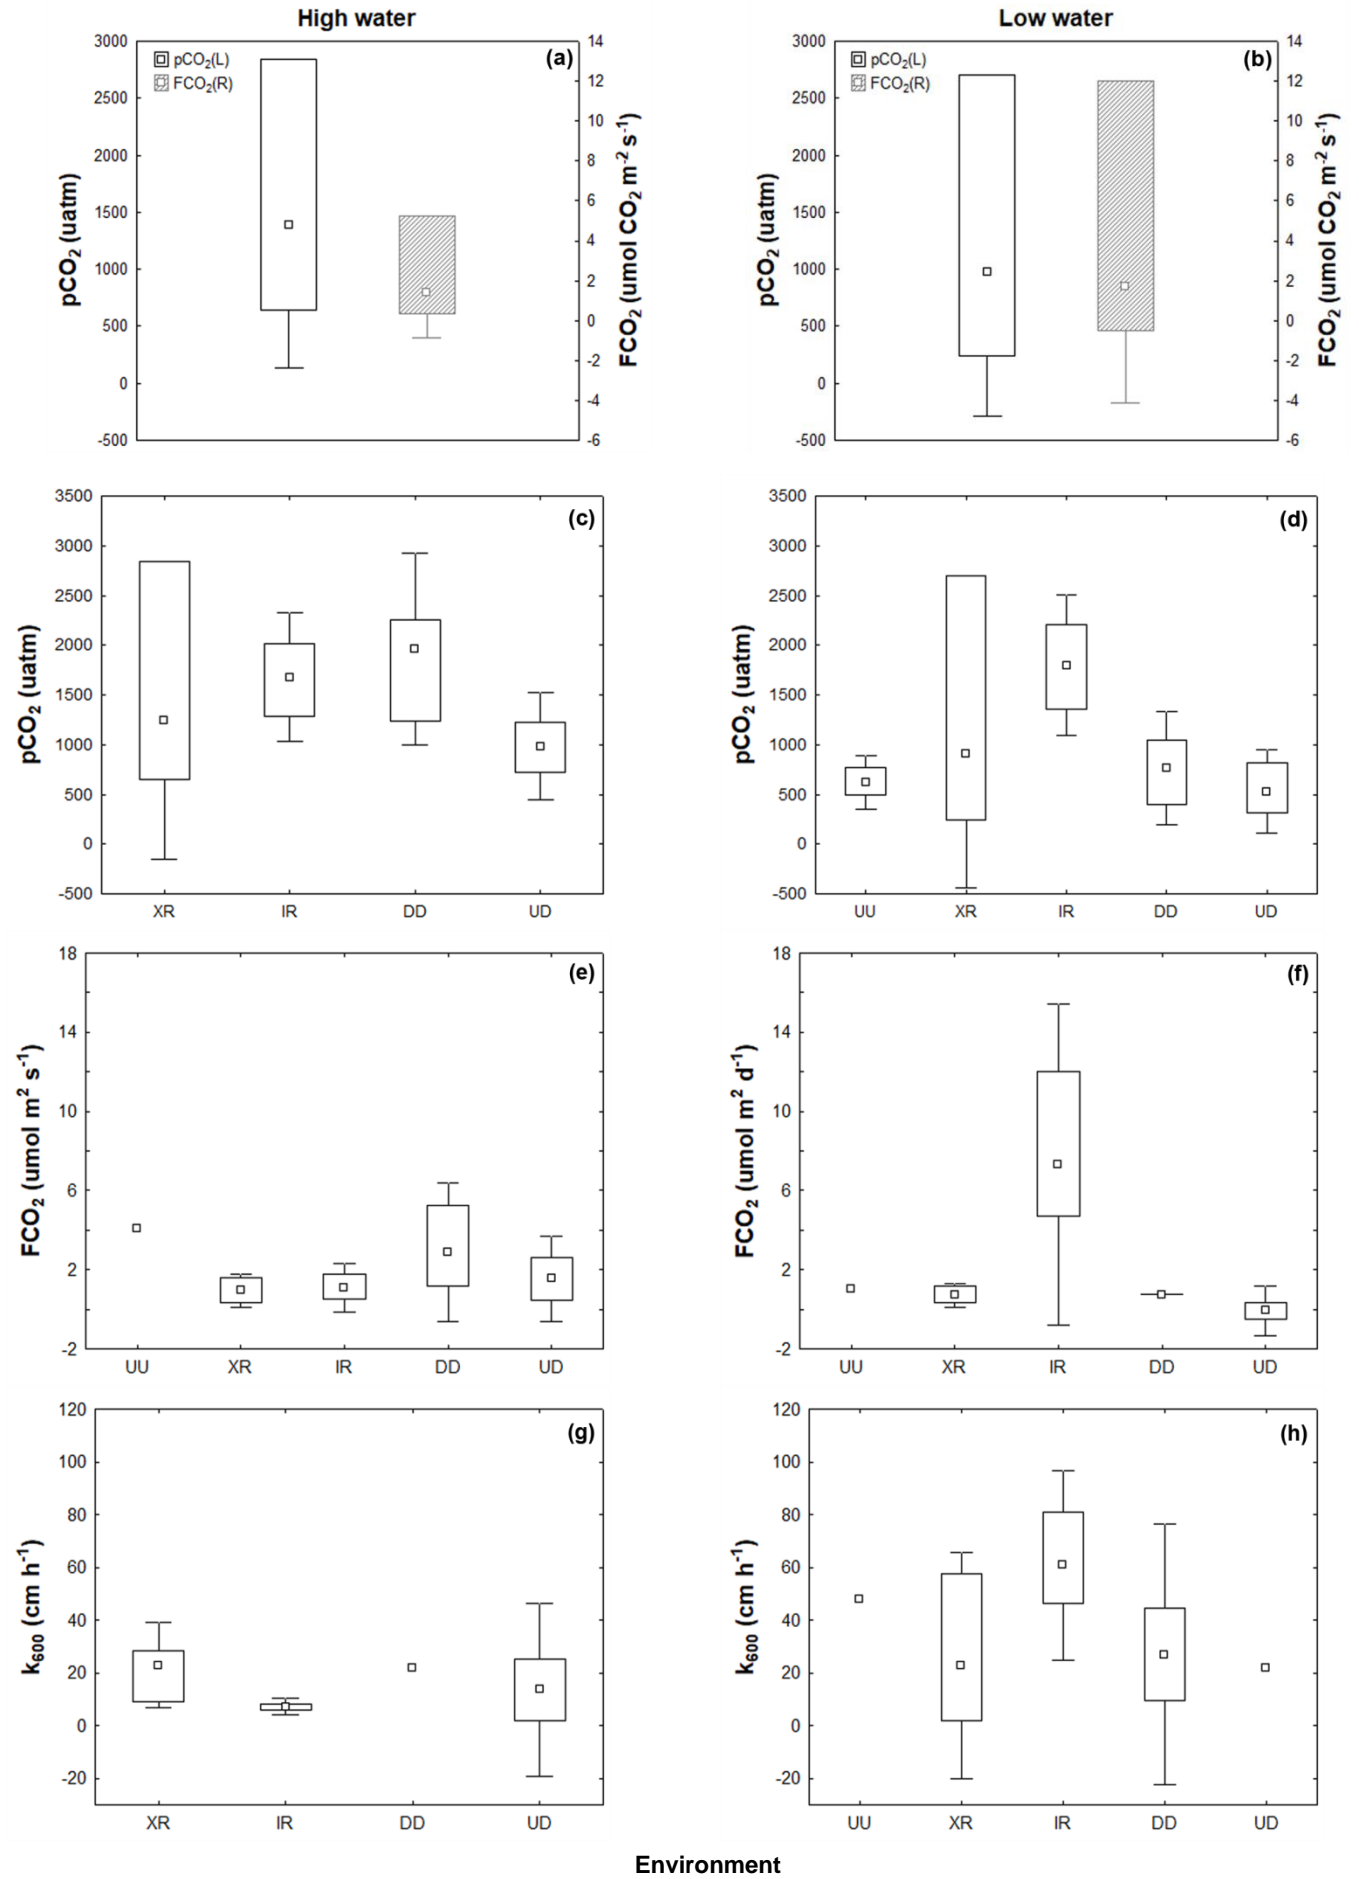 High water
Low water
3000
2500
2000
1500
1000
500
0
-500
pCO2 (uatm)
pCO2(L)
FCO2(R)
(a)
14
12
10
8
6
4
2
0
-2
-4
-6
FCO2 (umol CO2 m-2 s-1)
3000
2500
2000
1500
1000
500
0
-500
pCO2 (uatm)
pCO2(L)
FCO2(R)
(b)
14
12
10
8
6
4
2
0
-2
-4
-6
FCO2 (umol CO2 m-2 s-1)
3500
3000
2500
2000
1500
1000
500
0
-500
pCO2 (uatm)
(c)
XR IR DD UD
3500
3000
2500
2000
1500
1000
500
0
-500
pCO2 (uatm)
(d)
UU XR IR DD UD
18
14
10
6
2
-2
FCO2 (umol m2 s-1)
(e)
UU XR IR DD UD
18
14
10
6
2
-2
FCO2 (umol m2 d-1)
(f)
UU XR IR DD UD
120
100
80
60
40
20
0
-20
k600 (cm h-1)
(g)
XR IR DD UD
120
100
80
60
40
20
0
-20
k600 (cm h-1)
(h)
UU XR IR DD UD
Environment